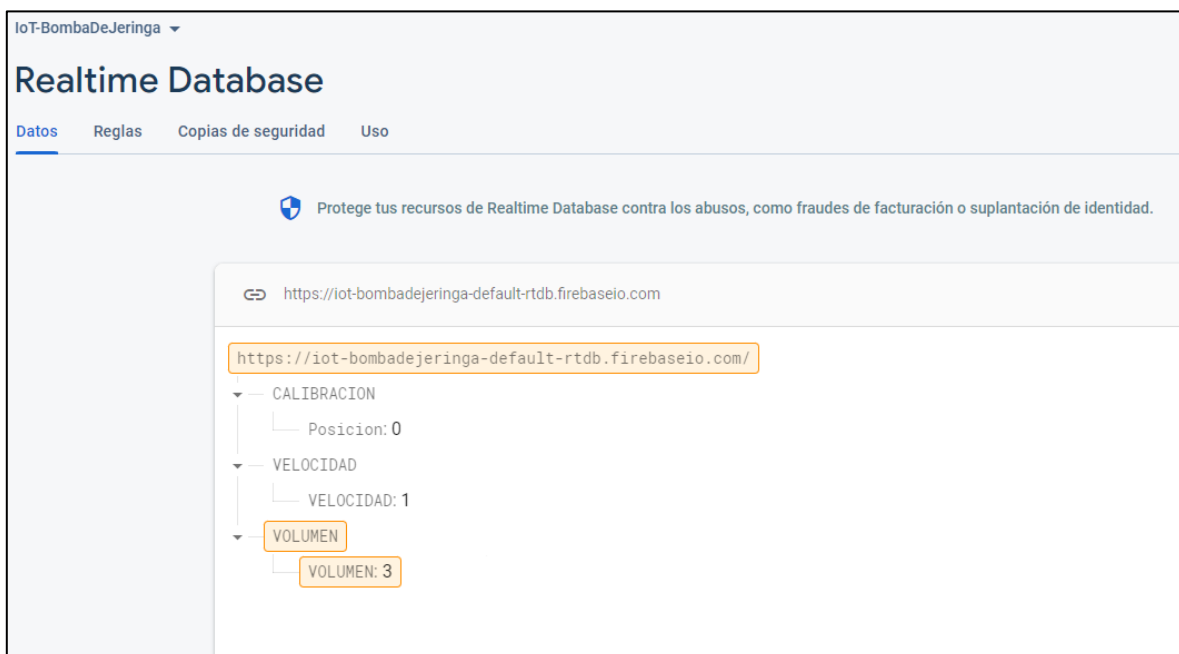 IoT-BombaDeJeringa
Realtime Database
Datos Reglas Copias de seguridad Uso
Protege tus recursos de Realtime Database contra los abusos, como fraudes de facturación o suplantación de identidad.
https://iot-bombadejeringa-default-rtdb.firebaseio.com
https://iot-bombadejeringa-default-rtdb.firebaseio.com/
CALIBRACION
Posicion: 0
VELOCIDAD
VELOCIDAD: 1
VOLUMEN
VOLUMEN: 3